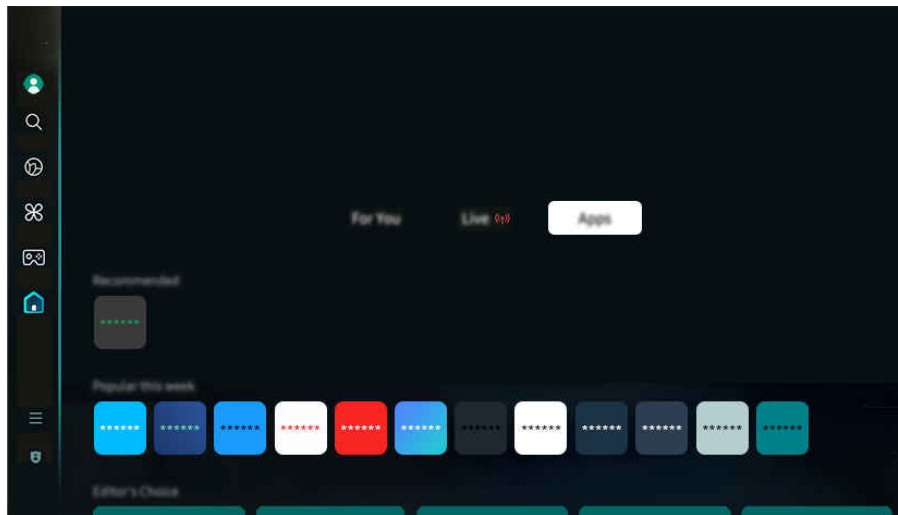 For You
Live
Apps
Recommended
******
Popular this week
****** ****** ****** ****** ****** ****** ****** ****** ****** ****** ****** ******
Editor's Choice